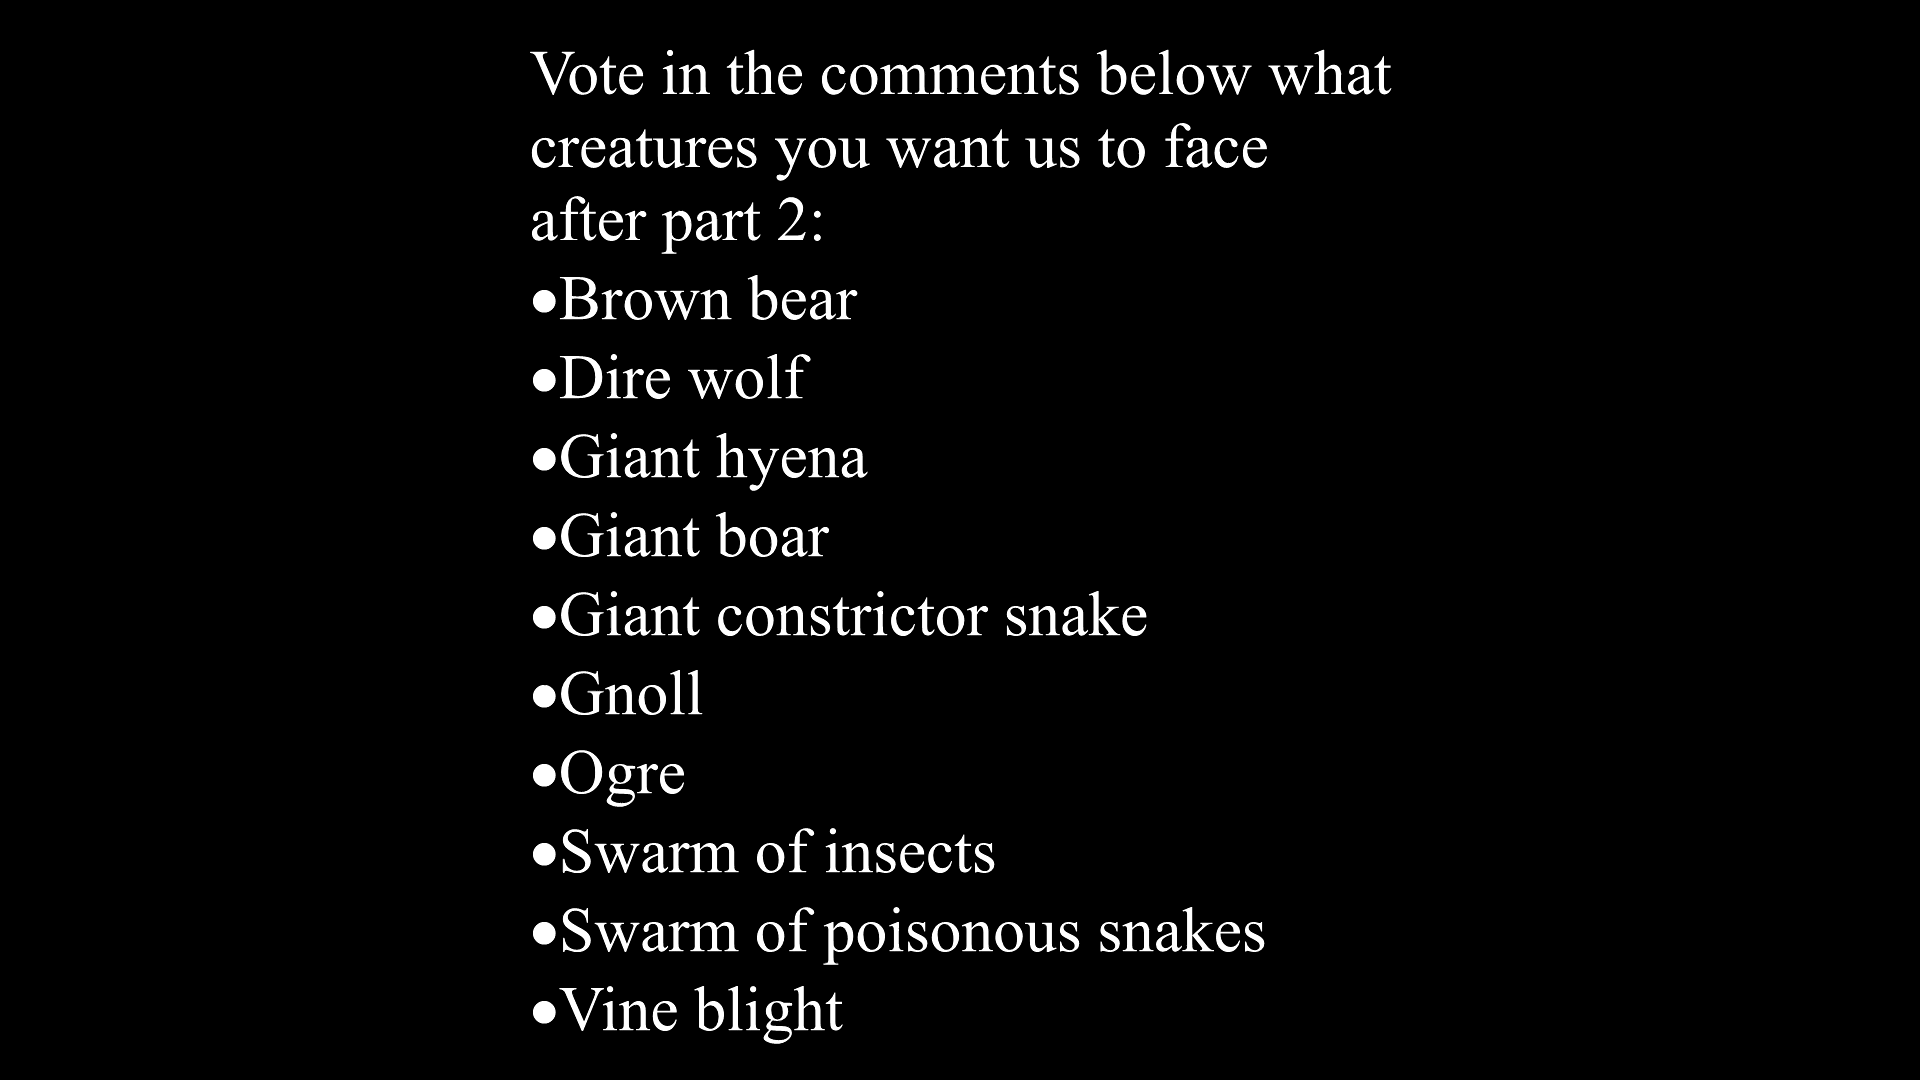 Vote in the comments below what
creatures you want us to face
after part 2:
•Brown bear
•Dire wolf
•Giant hyena
•Giant boar
•Giant constrictor snake
•Gnoll
•Ogre
•Swarm of insects
•Swarm of poisonous snakes
•Vine blight